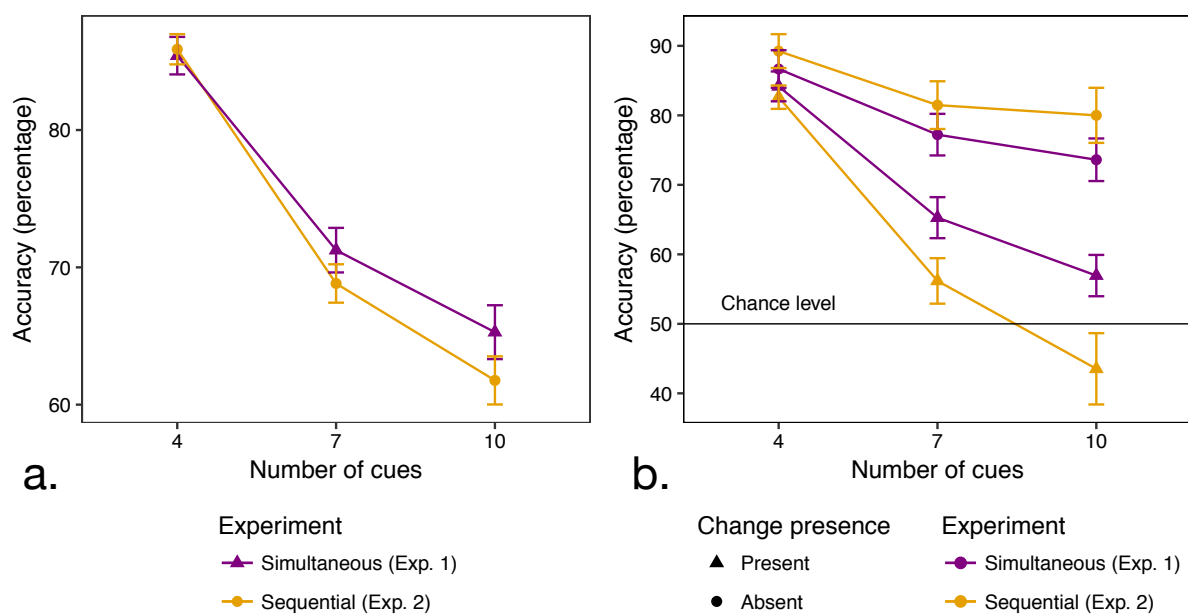 Accuracy (percentage)
80
70
60
4 7 10
Number of cues
a.
Experiment
Simultaneous (Exp. 1)
Sequential (Exp. 2)
Accuracy (percentage)
90
80
70
60
50
40
Chance level
4 7 10
Number of cues
b.
Change presence
Present
Absent
Experiment
Simultaneous (Exp. 1)
Sequential (Exp. 2)